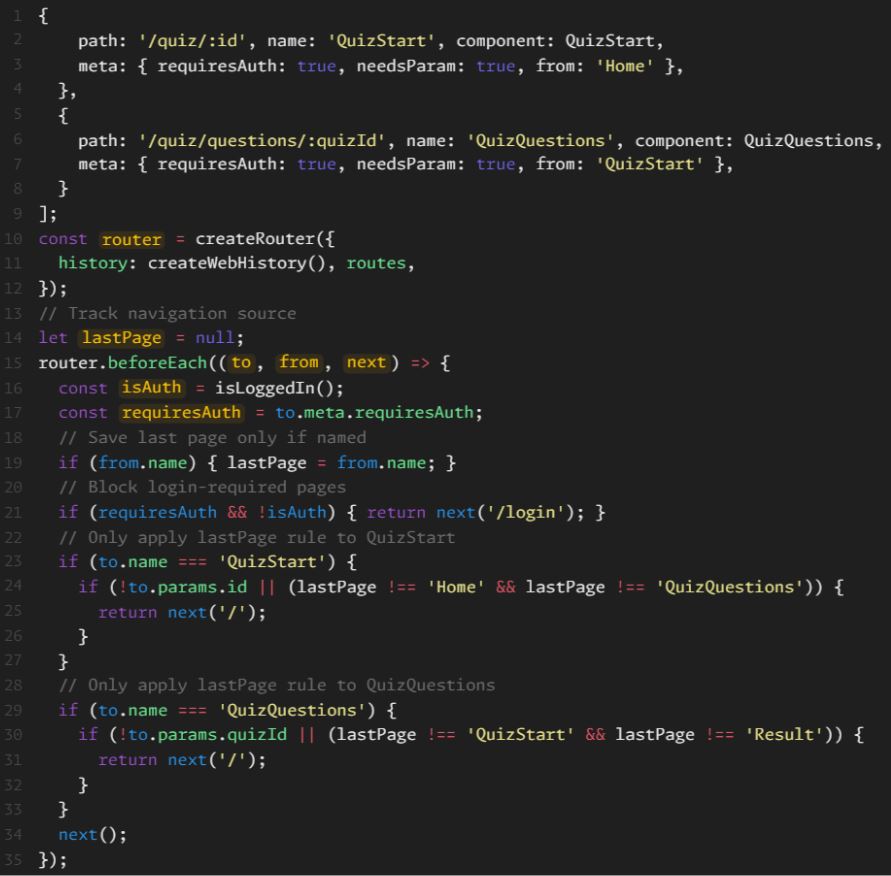 1 {
2     path: '/quiz/:id', name: 'QuizStart', component: QuizStart,
3     meta: { requiresAuth: true, needsParam: true, from: 'Home' },
4   },
5   {
6     path: '/quiz/questions/:quizId', name: 'QuizQuestions', component: QuizQuestions,
7     meta: { requiresAuth: true, needsParam: true, from: 'QuizStart' },
8   }
9 ];
10 const router = createRouter({
11   history: createWebHistory(), routes,
12 });
13 // Track navigation source
14 let lastPage = null;
15 router.beforeEach((to, from, next) => {
16   const isAuth = isLoggedIn();
17   const requiresAuth = to.meta.requiresAuth;
18   // Save last page only if named
19   if (from.name) { lastPage = from.name; }
20   // Block login-required pages
21   if (requiresAuth && !isAuth) { return next('/login'); }
22   // Only apply lastPage rule to QuizStart
23   if (to.name === 'QuizStart') {
24     if (!to.params.id || (lastPage !== 'Home' && lastPage !== 'QuizQuestions')) {
25       return next('/');
26     }
27   }
28   // Only apply lastPage rule to QuizQuestions
29   if (to.name === 'QuizQuestions') {
30     if (!to.params.quizId || (lastPage !== 'QuizStart' && lastPage !== 'Result')) {
31       return next('/');
32     }
33   }
34   next();
35 });